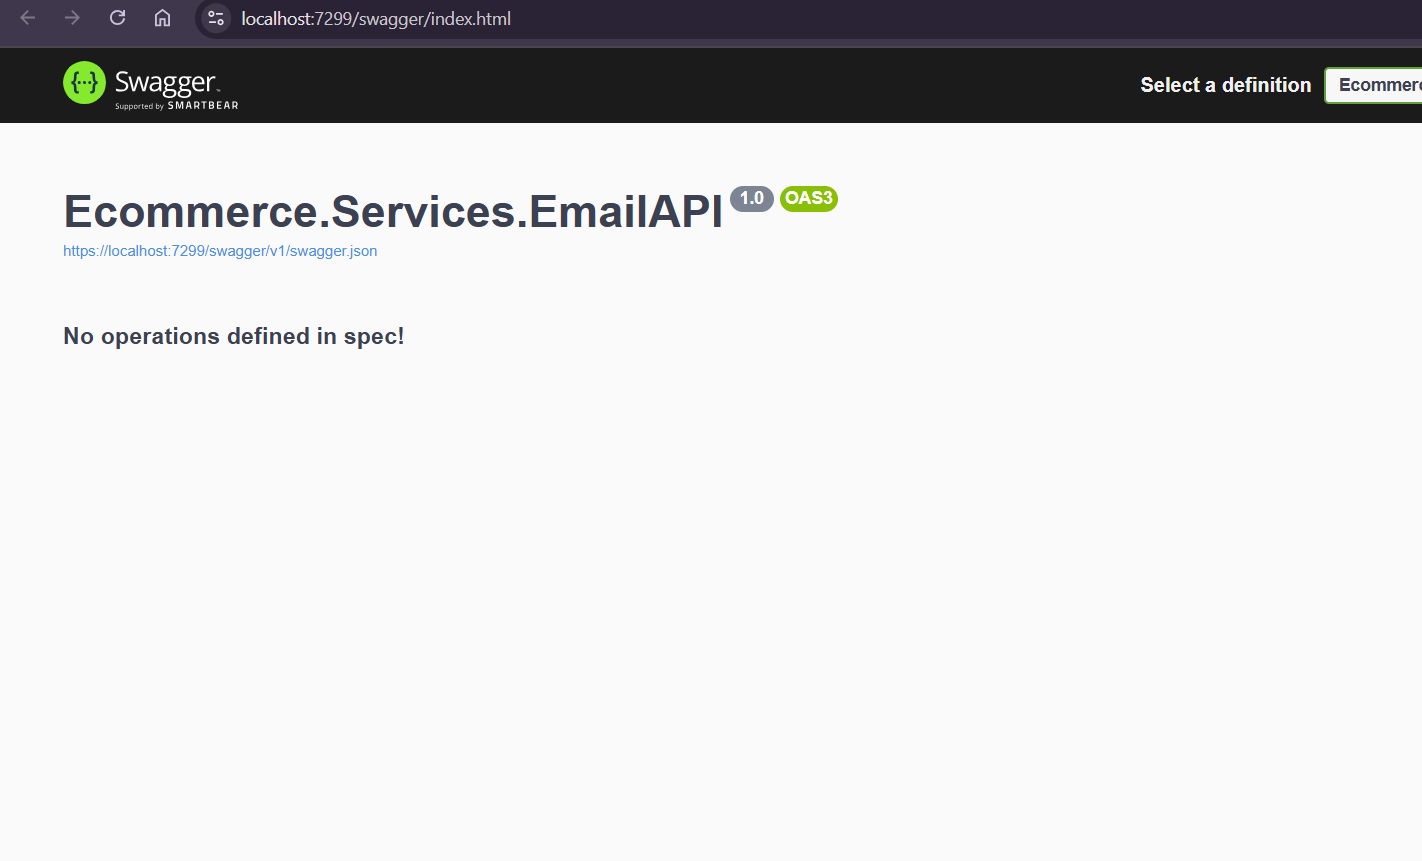 localhost:7299/swagger/index.html
{···} Swagger
Supported by SMARTBEAR
Select a definition
Ecommerc
Ecommerce.Services.EmailAPI 1.0 OAS3
https://localhost:7299/swagger/v1/swagger.json
No operations defined in spec!